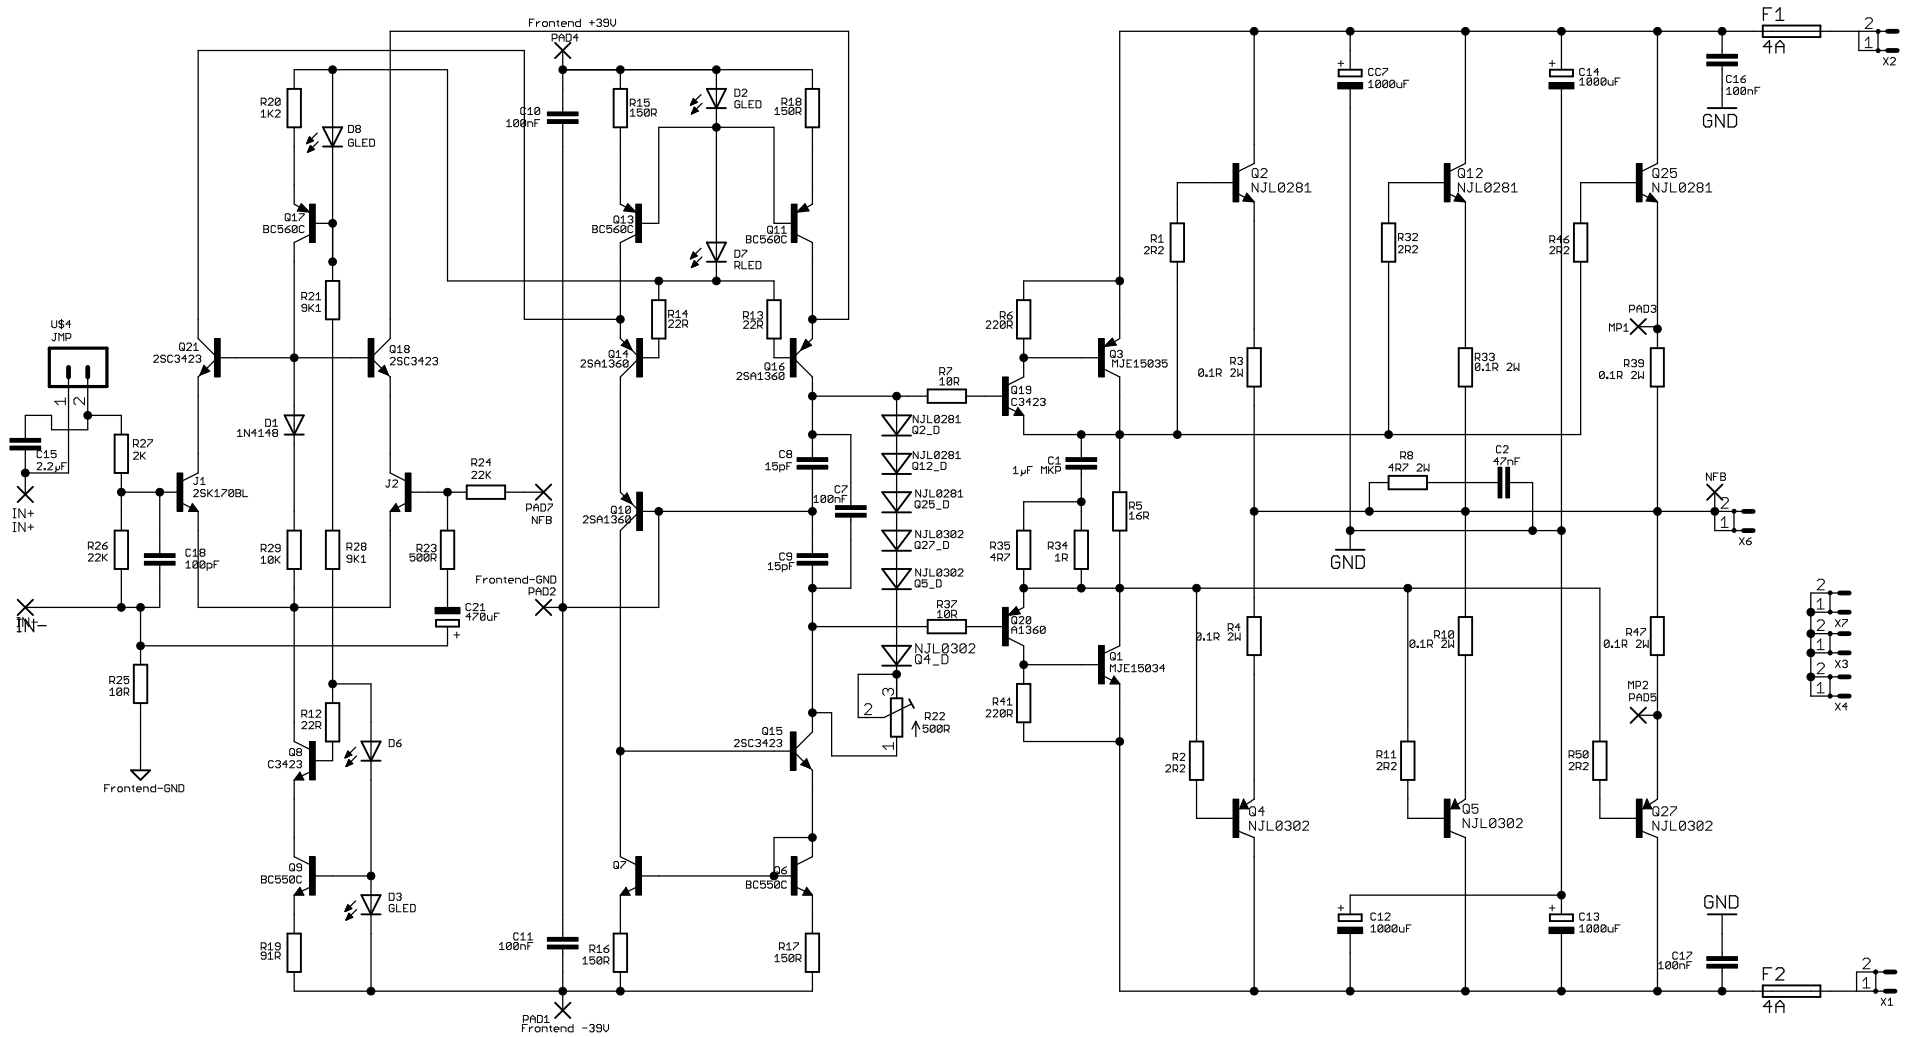 Frontend +39V
PAD4
F1
4A
2
1
X2
R20
1K2
D8
GLED
C10
100nF
R15
150R
D2
GLED
R18
150R
CC7
1000uF
C14
1000uF
C16
100nF
GND
Q17
BC560C
Q13
BC560C
Q11
BC560C
D7
RLED
Q2
NJL0281
Q12
NJL0281
Q25
NJL0281
R1
2R2
R32
2R2
R46
2R2
R21
9K1
R14
22R
R13
22R
R6
220R
PAD3
MP1
U$4
JMP
1
2
Q21
2SC3423
Q18
2SC3423
Q14
2SA1360
Q16
2SA1360
Q3
MJE15035
R3
0.1R 2W
R33
0.1R 2W
R39
0.1R 2W
R7
10R
Q19
C3423
D1
1N4148
NJL0281
Q2_D
NJL0281
Q12_D
NJL0281
Q25_D
NJL0302
Q27_D
NJL0302
Q5_D
R27
2K
C15
2.2µF
IN+
IN+
J1
2SK170BL
J2
R24
22K
PAD7
NFB
C8
15pF
C7
100nF
C9
15pF
Q10
2SA1360
C1
1µF MKP
R5
16R
R8
4R7 2W
C2
47nF
NFB
2
1
X6
GND
R26
22K
C18
100pF
R29
10K
R28
9K1
R23
500R
C21
470uF
+
R35
4R7
R34
1R
Frontend-GND
PAD2
IN-
R37
10R
Q20
A1360
Q1
MJE15034
R4
0.1R 2W
R10
0.1R 2W
R47
0.1R 2W
2
1
X7
2
1
X3
2
1
X4
NJL0302
Q4_D
R25
10R
Frontend-GND
R12
22R
Q8
C3423
D6
Q15
2SC3423
3
2
1
R22
500R
R41
220R
MP2
PAD5
R2
2R2
R11
2R2
R50
2R2
Q4
NJL0302
Q5
NJL0302
Q27
NJL0302
Q9
BC550C
D3
GLED
Q7
Q6
BC550C
R19
91R
C11
100nF
R16
150R
R17
150R
C12
1000uF
C13
1000uF
GND
C17
100nF
F2
4A
2
1
X1
PAD1
Frontend -39V